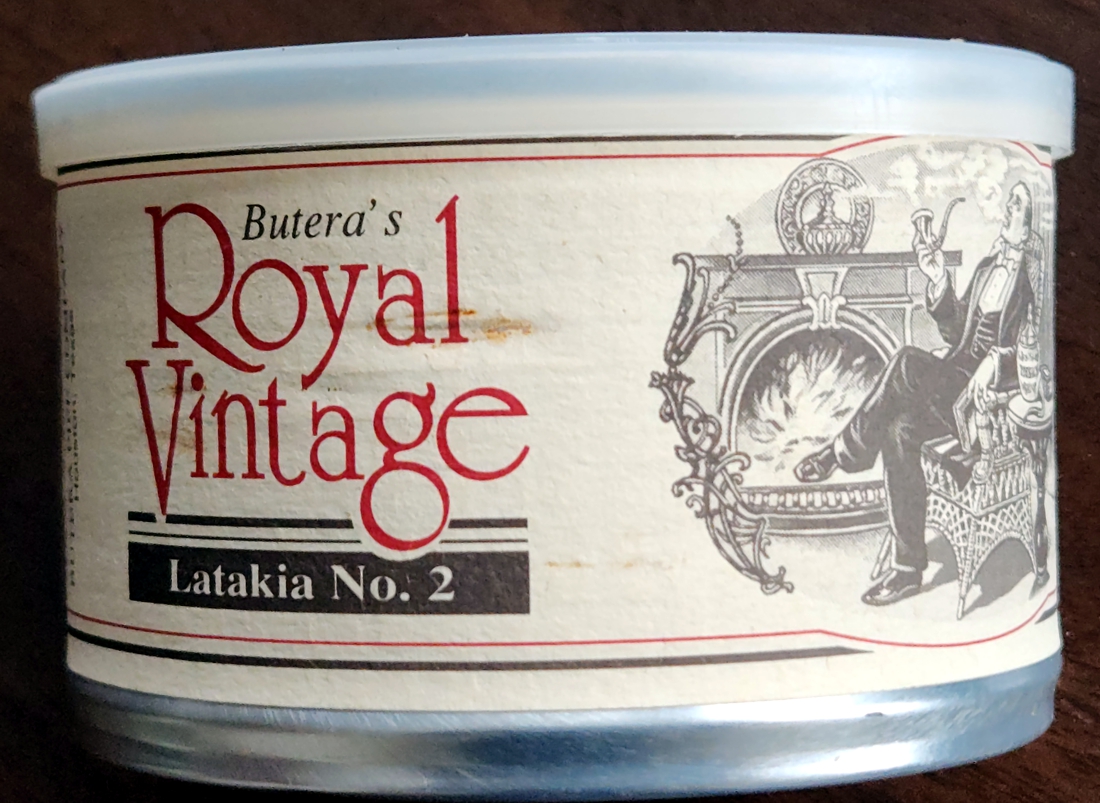 Butera's
Royal
Vintage
Latakia No. 2